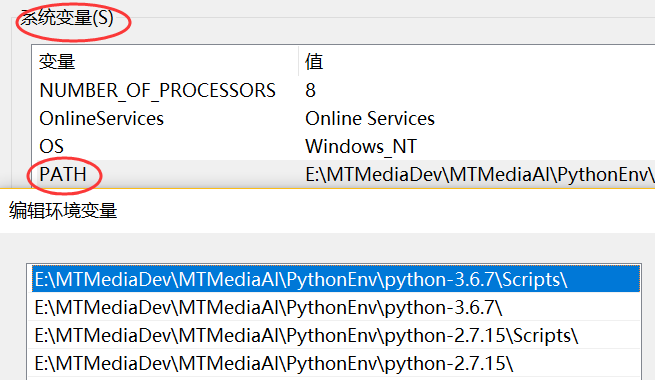 系统变量(S)
变量 值
NUMBER_OF_PROCESSORS 8
OnlineServices Online Services
OS Windows_NT
PATH E:\MTMediaDev\MTMediaAI\PythonEnv\
编辑环境变量
E:\MTMediaDev\MTMediaAI\PythonEnv\python-3.6.7\Scripts\
E:\MTMediaDev\MTMediaAI\PythonEnv\python-3.6.7\
E:\MTMediaDev\MTMediaAI\PythonEnv\python-2.7.15\Scripts\
E:\MTMediaDev\MTMediaAI\PythonEnv\python-2.7.15\